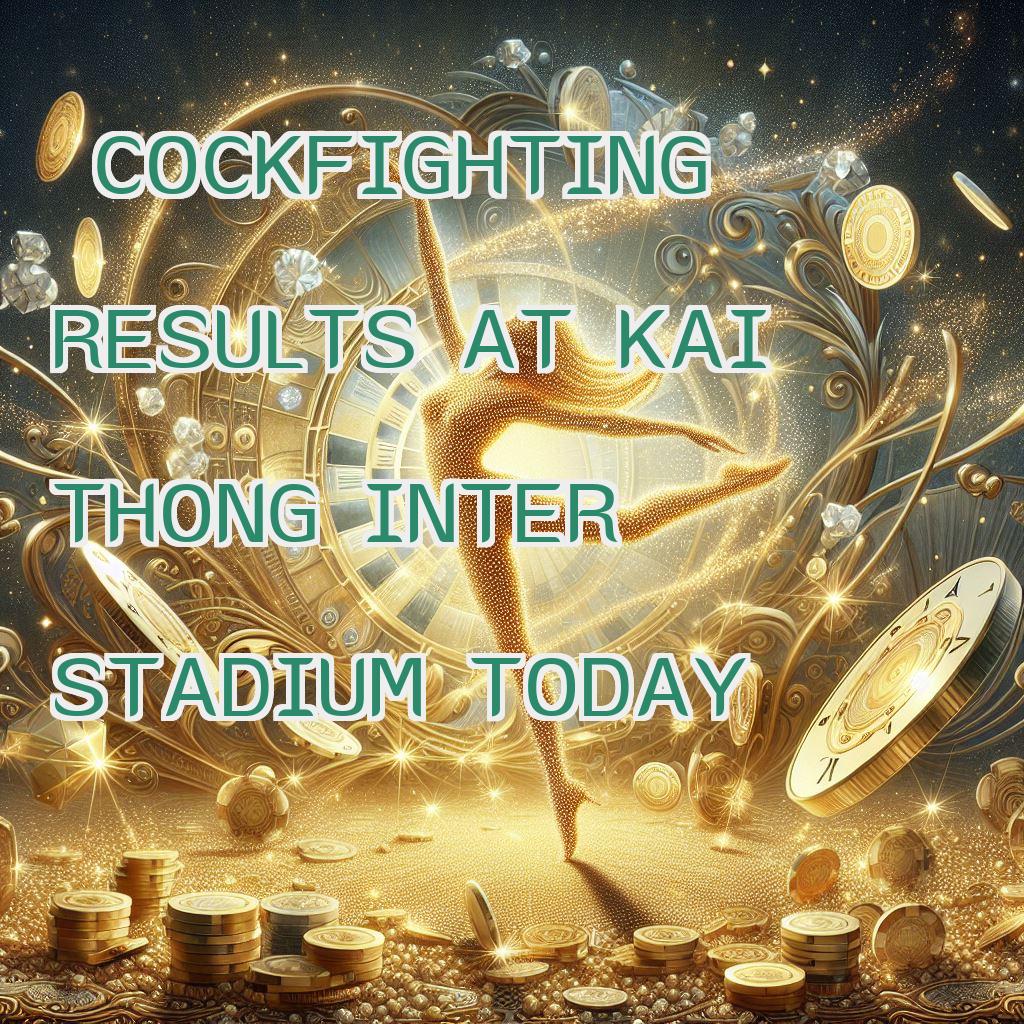 COCKFIGHTING
RESULTS AT KAI
THONG INTER
STADIUM TODAY